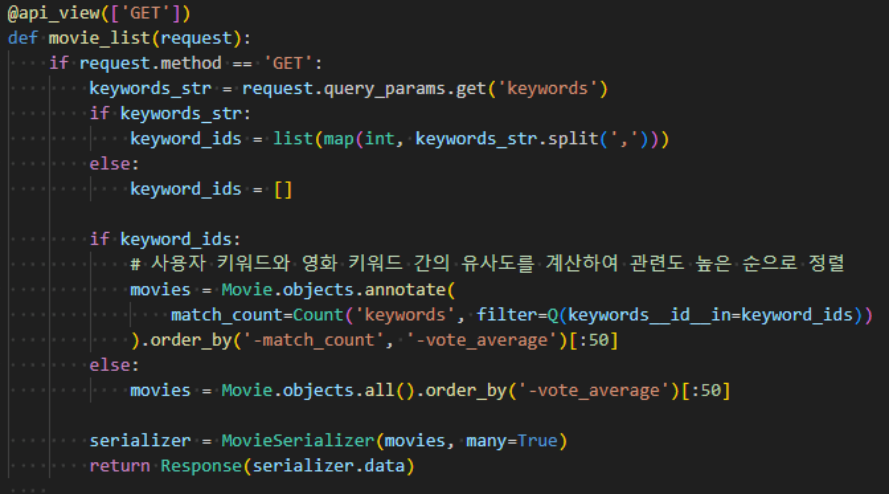 @api_view(['GET'])
def movie_list(request):
    if request.method == 'GET':
        keywords_str = request.query_params.get('keywords')
        if keywords_str:
            keyword_ids = list(map(int, keywords_str.split(',')))
        else:
            keyword_ids = []

        if keyword_ids:
            # 사용자 키워드와 영화 키워드 간의 유사도를 계산하여 관련도 높은 순으로 정렬
            movies = Movie.objects.annotate(
                match_count=Count('keywords', filter=Q(keywords__id__in=keyword_ids))
            ).order_by('-match_count', '-vote_average')[:50]
        else:
            movies = Movie.objects.all().order_by('-vote_average')[:50]

        serializer = MovieSerializer(movies, many=True)
        return Response(serializer.data)